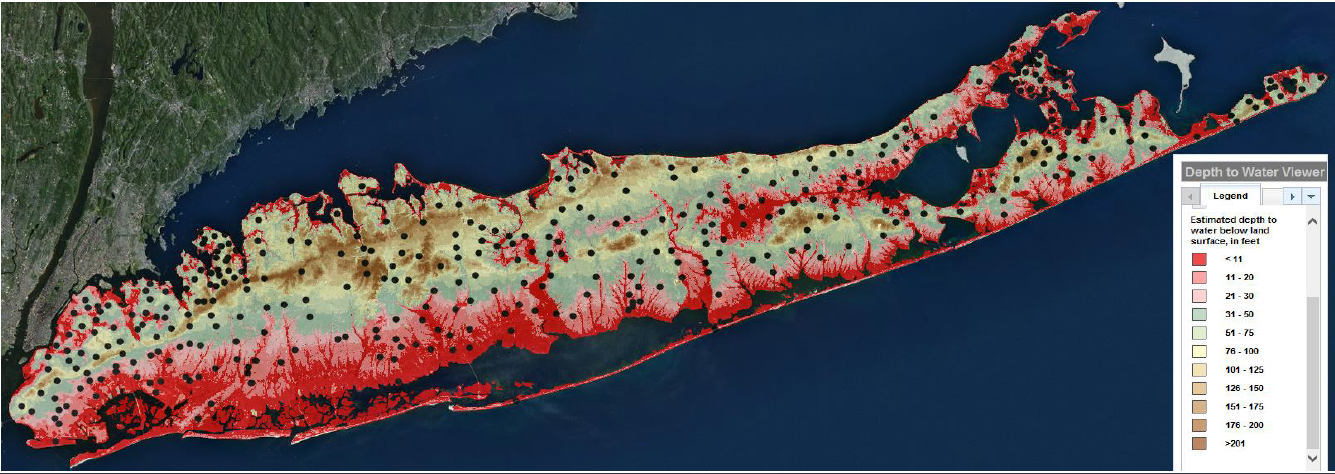 Depth to Water Viewer
Legend
Estimated depth to
water below land
surface, in feet
< 11
11 - 20
21 - 30
31 - 50
51 - 75
76 - 100
101 - 125
126 - 150
151 - 175
176 - 200
>201